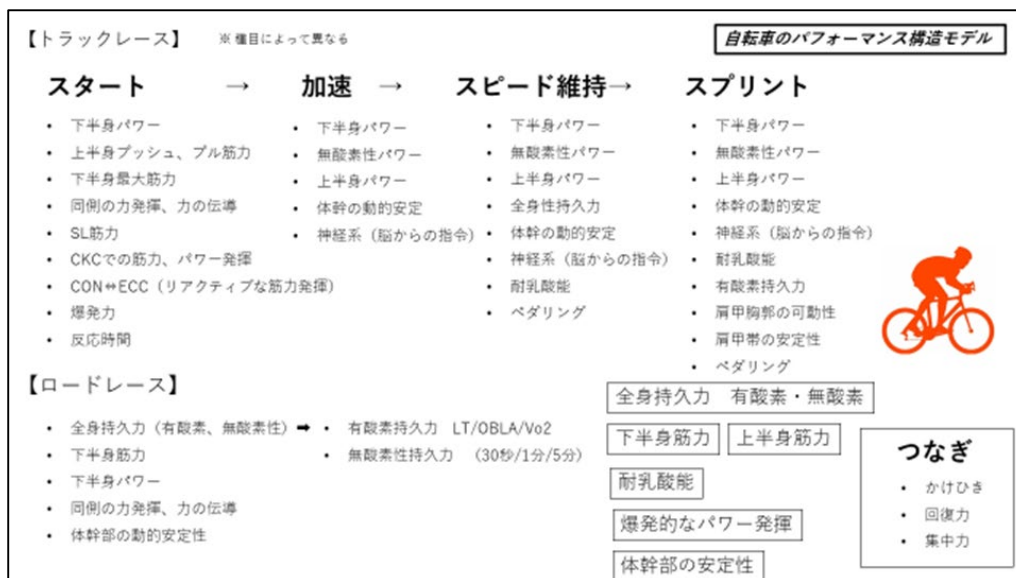 【トラックレース】 ※種目によって異なる
自転車のパフォーマンス構造モデル
スタート → 加速 → スピード維持→ スプリント
• 下半身パワー
• 上半身プッシュ、プル筋力
• 下半身最大筋力
• 同側の力発揮、力の伝導
• SL筋力
• CKCでの筋力、パワー発揮
• CON⇔ECC（リアクティブな筋力発揮）
• 爆発力
• 反応時間
• 下半身パワー
• 無酸素性パワー
• 上半身パワー
• 体幹の動的安定
• 神経系（脳からの指令）
• 下半身パワー
• 無酸素性パワー
• 上半身パワー
• 全身性持久力
• 体幹の動的安定
• 神経系（脳からの指令）
• 耐乳酸能
• ペダリング
• 下半身パワー
• 無酸素性パワー
• 上半身パワー
• 体幹の動的安定
• 神経系（脳からの指令）
• 耐乳酸能
• 有酸素持久力
• 肩甲胸郭の可動性
• 肩甲帯の安定性
• ペダリング
【ロードレース】
• 全身持久力（有酸素、無酸素性）➡
• 下半身筋力
• 下半身パワー
• 同側の力発揮、力の伝導
• 体幹部の動的安定性
• 有酸素持久力 LT/OBLA/Vo2
• 無酸素性持久力 （30秒/1分/5分）
全身持久力 有酸素・無酸素
下半身筋力 上半身筋力
耐乳酸能
爆発的なパワー発揮
体幹部の安定性
つなぎ
• かけひき
• 回復力
• 集中力